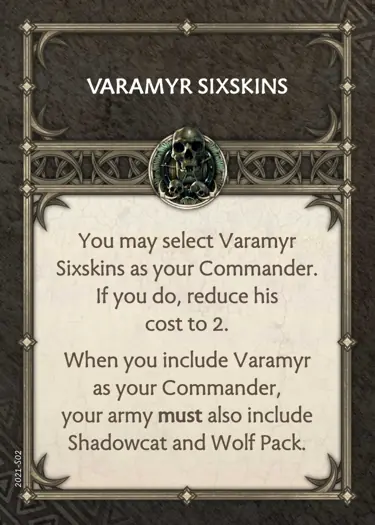 VARAMYR SIXSKINS
You may select Varamyr
Sixskins as your Commander.
If you do, reduce his
cost to 2.
When you include Varamyr
as your Commander,
your army must also include
Shadowcat and Wolf Pack.
2021-S02